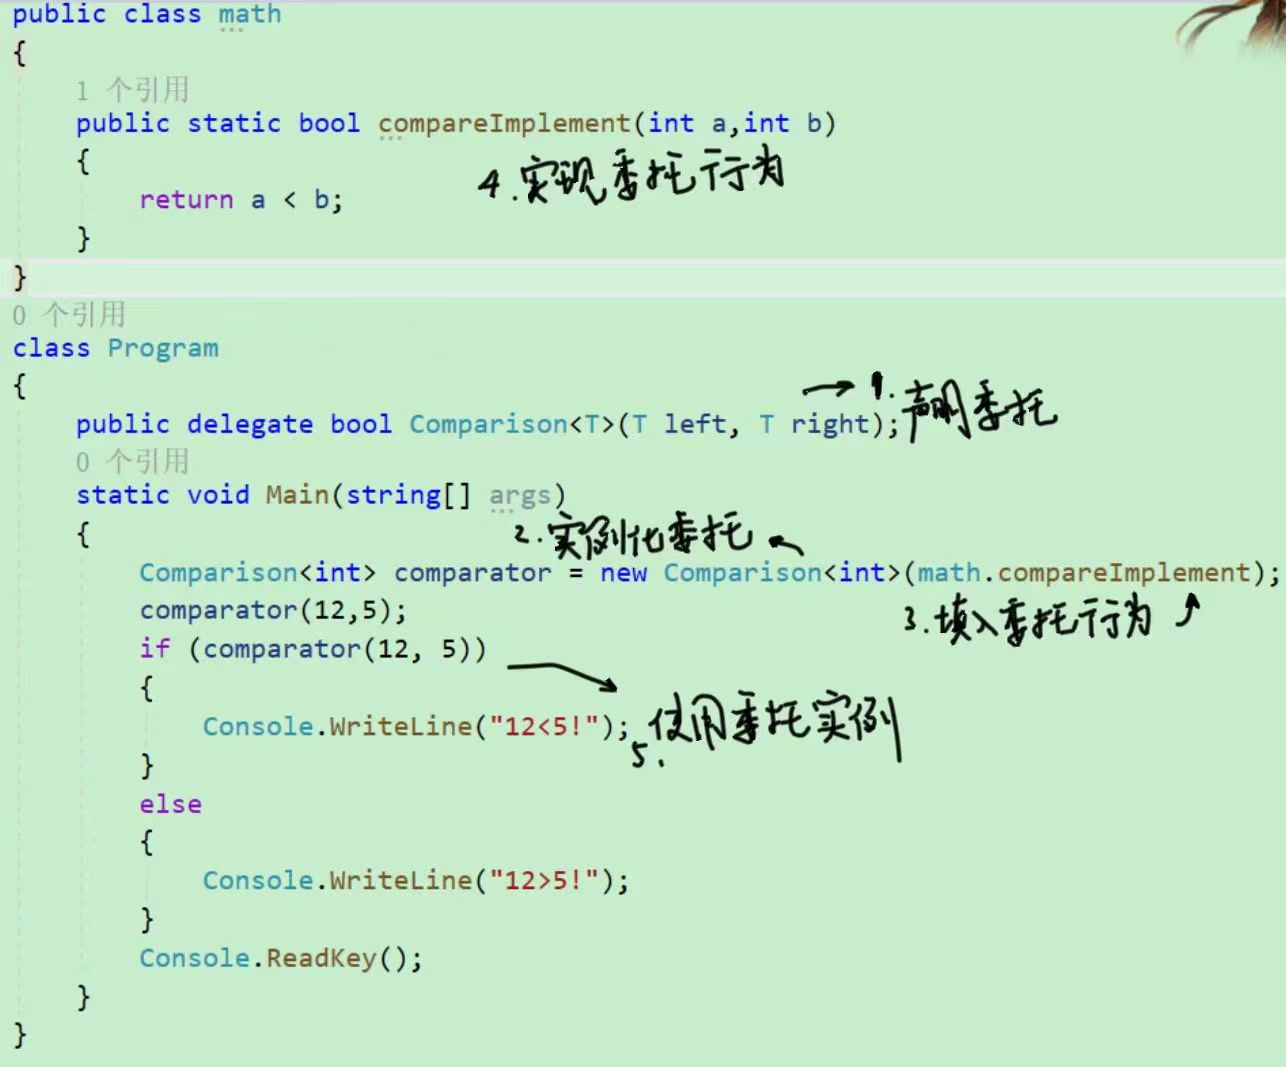 public class math
{
1 个引用
public static bool compareImplement(int a,int b)
{
4.实现委托行为
return a < b;
}
}
0 个引用
class Program
{
1.声明委托
public delegate bool Comparison<T>(T left, T right);
0 个引用
static void Main(string[] args)
{
2.实例化委托
Comparison<int> comparator = new Comparison<int>(math.compareImplement);
comparator(12,5);
3.填入委托行为
if (comparator(12, 5))
{
Console.WriteLine("12<5!");
5.使用委托实例
}
else
{
Console.WriteLine("12>5!");
}
Console.ReadKey();
}
}